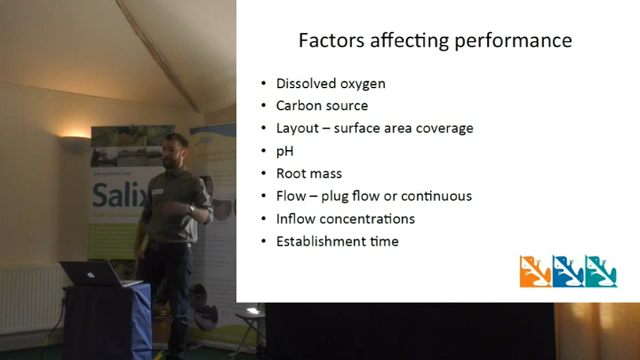 Factors affecting performance
• Dissolved oxygen
• Carbon source
• Layout – surface area coverage
• pH
• Root mass
• Flow – plug flow or continuous
• Inflow concentrations
• Establishment time
Salix